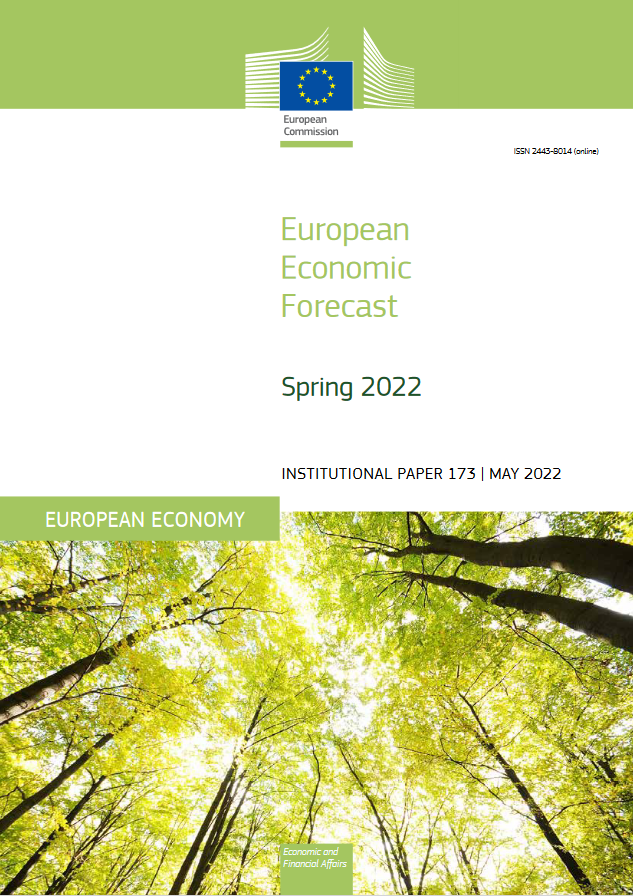 European
Commission
ISSN 2443-8014 (online)
European
Economic
Forecast
Spring 2022
INSTITUTIONAL PAPER 173 | MAY 2022
EUROPEAN ECONOMY
Economic and
Financial Affairs